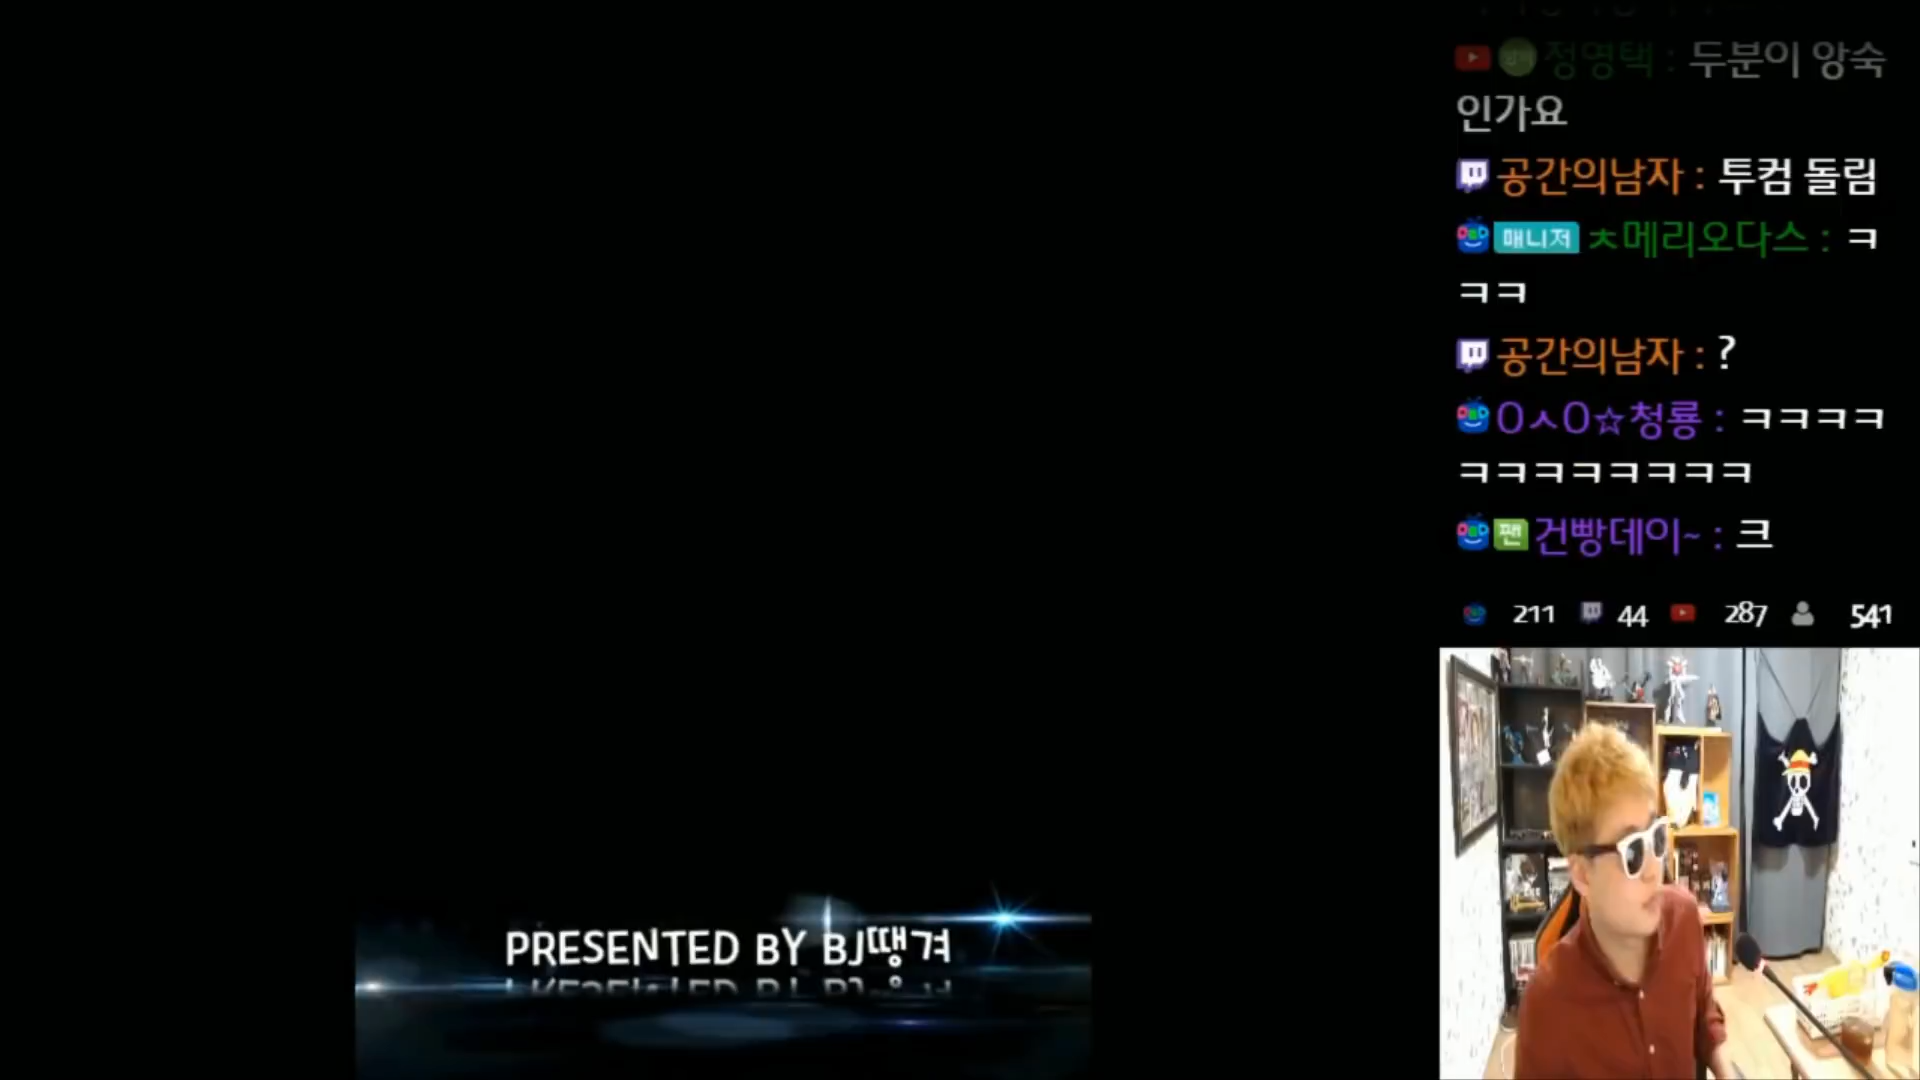 정영택 : 두분이 앙숙
인가요
공간의남자 : 투컴 돌림
매니저 ㅊ메리오다스 : ㅋ
ㅋㅋ
공간의남자 : ?
OㅅO☆청룡 : ㅋㅋㅋㅋ
ㅋㅋㅋㅋㅋㅋㅋㅋ
팬 건빵데이~ : 크
211 44 287 541
PRESENTED BY BJ땡겨